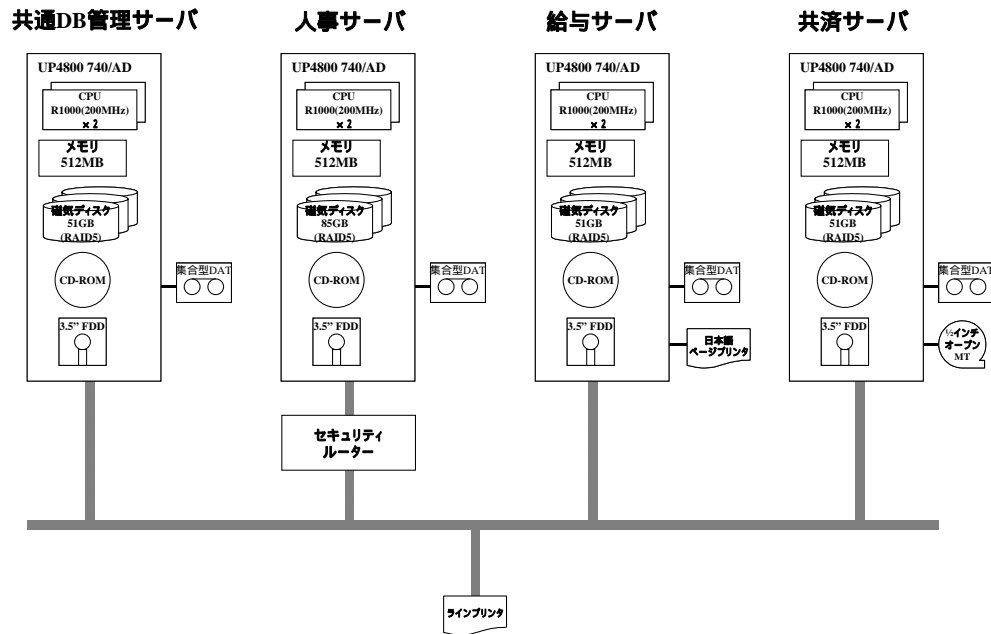 共通DB管理サーバ
UP4800 740/AD
CPU
R1000(200MHz)
×2
メモリ
512MB
磁気ディスク
51GB
(RAID5)
CD-ROM
集合型DAT
3.5” FDD
人事サーバ
UP4800 740/AD
CPU
R1000(200MHz)
×2
メモリ
512MB
磁気ディスク
85GB
(RAID5)
CD-ROM
集合型DAT
3.5” FDD
セキュリティ
ルーター
給与サーバ
UP4800 740/AD
CPU
R1000(200MHz)
×2
メモリ
512MB
磁気ディスク
51GB
(RAID5)
CD-ROM
集合型DAT
3.5” FDD
日本語
ページプリンタ
共済サーバ
UP4800 740/AD
CPU
R1000(200MHz)
×2
メモリ
512MB
磁気ディスク
51GB
(RAID5)
CD-ROM
集合型DAT
3.5” FDD
½インチ
オープン
MT
ラインプリンタ